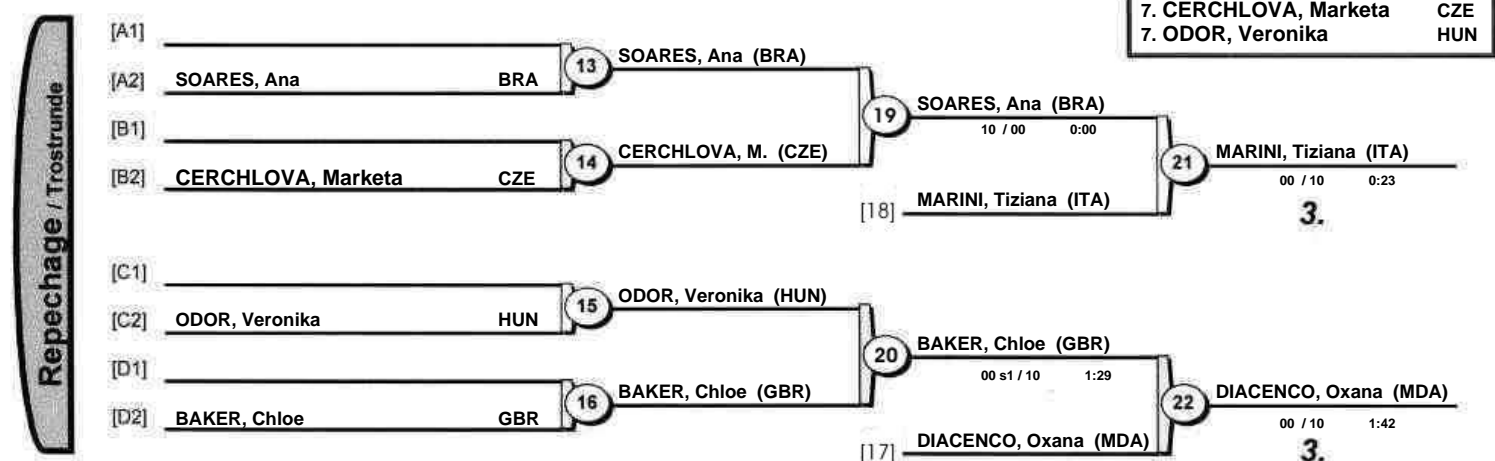 7. CERCHLOVA, Marketa CZE
7. ODOR, Veronika HUN
Repechage / Trostrunde
[A1]
[A2] SOARES, Ana BRA
13
SOARES, Ana (BRA)
[B1]
[B2] CERCHLOVA, Marketa CZE
14
CERCHLOVA, M. (CZE)
19
SOARES, Ana (BRA)
10 / 00 0:00
[18] MARINI, Tiziana (ITA)
21
MARINI, Tiziana (ITA)
00 / 10 0:23
3.
[C1]
[C2] ODOR, Veronika HUN
15
ODOR, Veronika (HUN)
[D1]
[D2] BAKER, Chloe GBR
16
BAKER, Chloe (GBR)
20
BAKER, Chloe (GBR)
00 s1 / 10 1:29
[17] DIACENCO, Oxana (MDA)
22
DIACENCO, Oxana (MDA)
00 / 10 1:42
3.